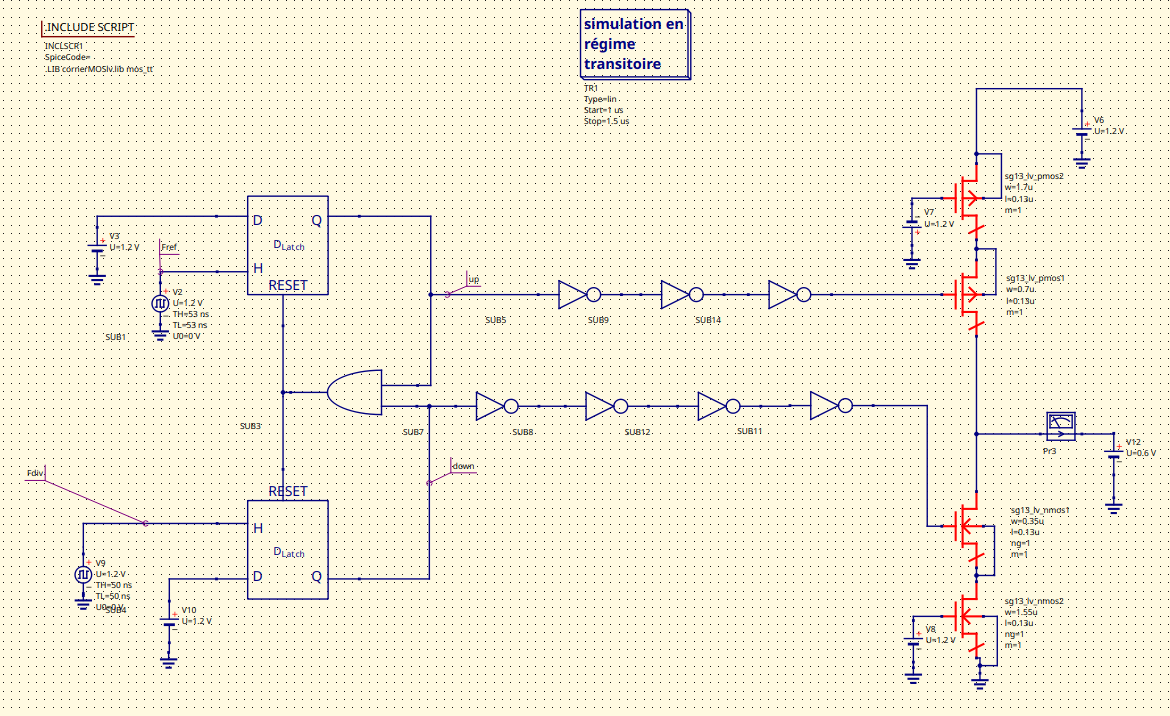 .INCLUDE SCRIPT
INCLSCR1
SpiceCode=
.LIB cornerMOSlv.lib mos_tt
simulation en
régime
transitoire
TR1
Type=lin
Start=1 us
Stop=1.5 us
V6
U=1.2 V
sg13_lv_pmos2
w=1.7u
l=0.13u
m=1
V7
U=1.2 V
D
Q
DLatch
H
RESET
V3
U=1.2 V
Fref
V2
U=1.2 V
TH=53 ns
TL=53 ns
U0=0 V
SUB1
up
SUB5
SUB9
SUB14
sg13_lv_pmos1
w=0.7u
l=0.13u
m=1
SUB3
SUB7
SUB8
SUB12
SUB11
Pr3
V12
U=0.6 V
down
Fdiv
RESET
H
DLatch
D
Q
V9
U=1.2 V
TH=50 ns
TL=50 ns
U0=0 V
SUB4
V10
U=1.2 V
sg13_lv_nmos1
w=0.35u
l=0.13u
ng=1
m=1
sg13_lv_nmos2
w=1.55u
l=0.13u
ng=1
m=1
V8
U=1.2 V